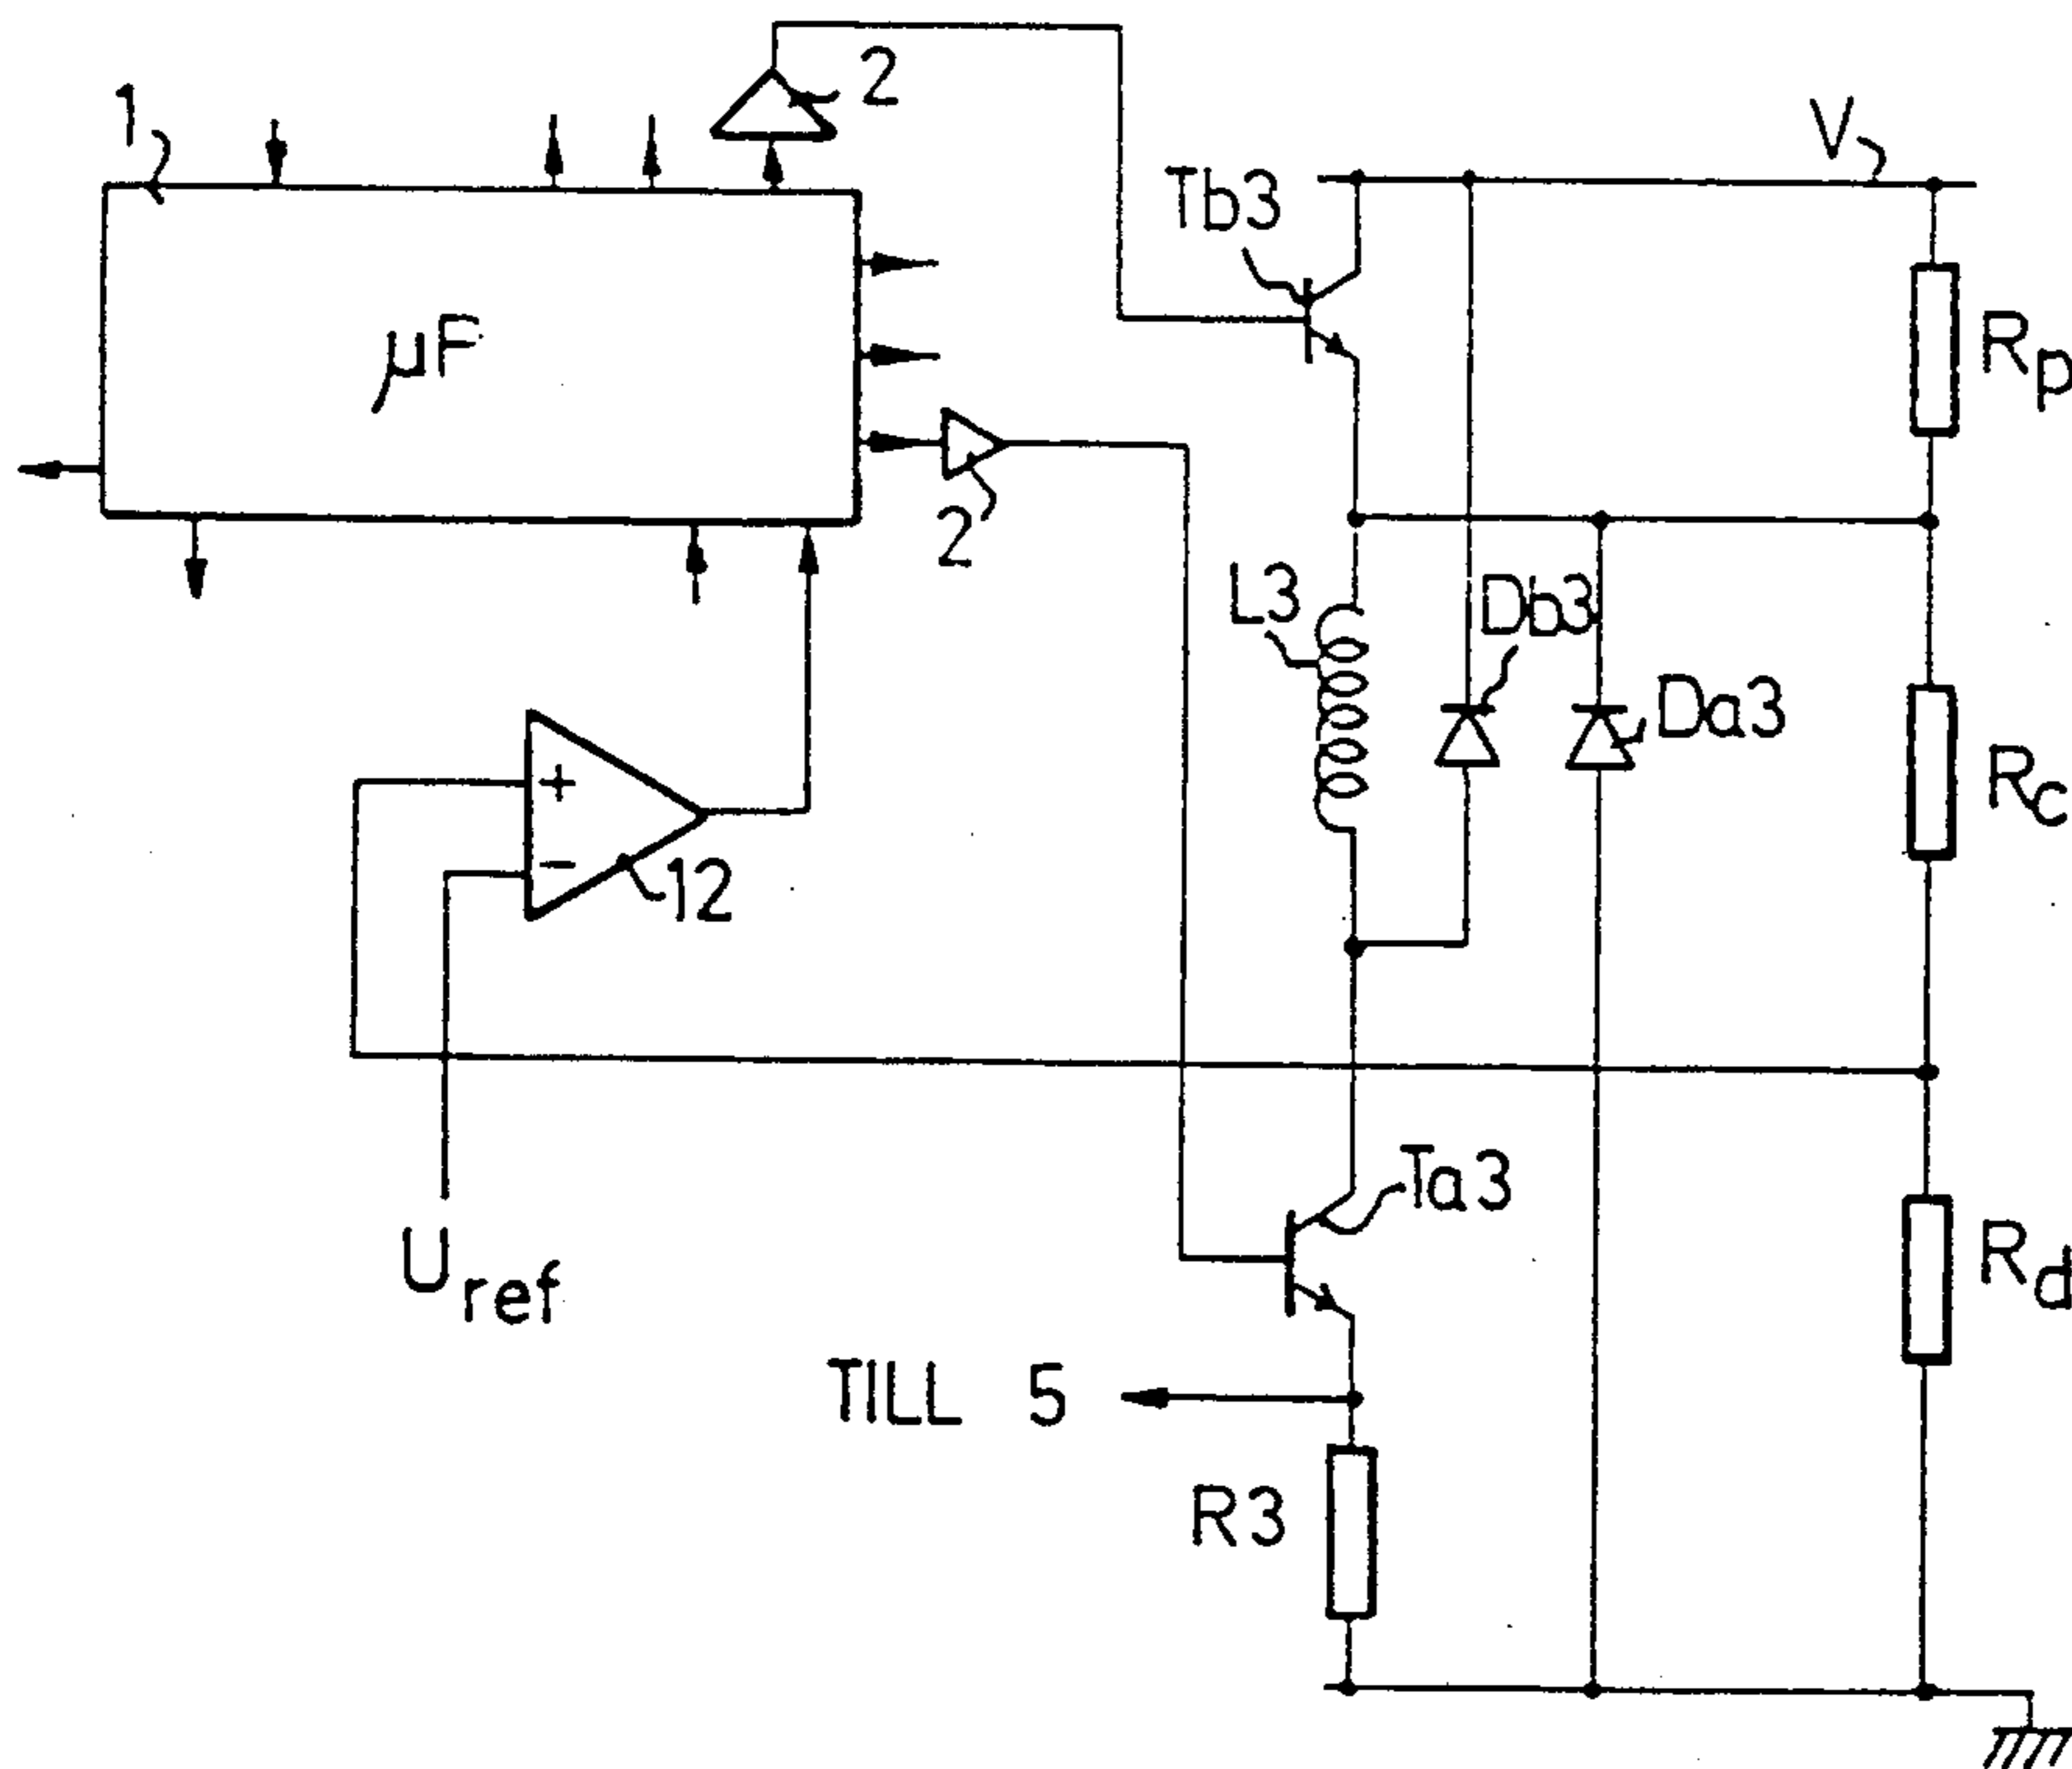 2
1
V
Tb3
µF
Rp
2
L3
Db3
Da3
Rc
+
−
12
Ta3
Uref
Rd
TILL 5
R3